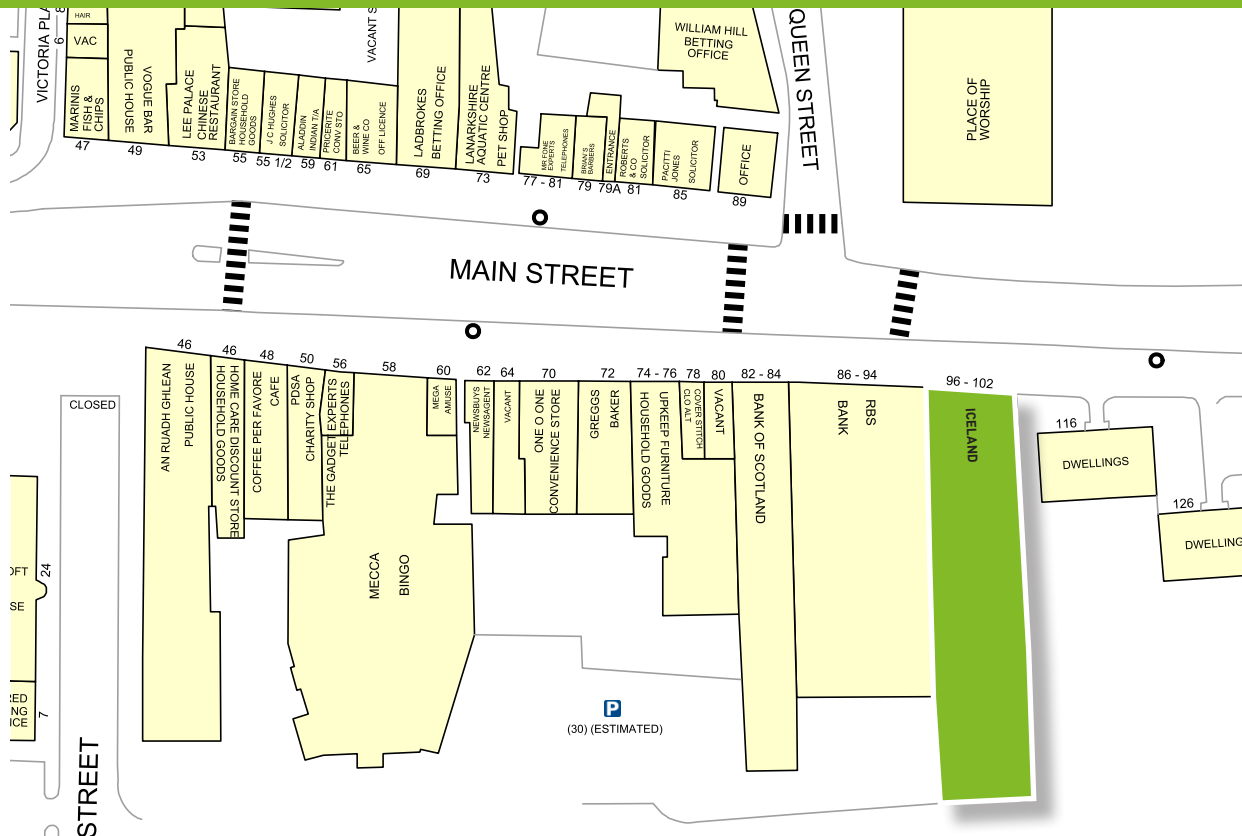 HAIR
VAC
6
8
VICTORIA PLA
MARINIS
FISH &
CHIPS
47
VOGUE BAR
PUBLIC HOUSE
49
LEE PALACE
CHINESE
RESTAURANT
53
BARGAIN STORE
HOUSEHOLD
GOODS
55
J C HUGHES
SOLICITOR
55 1/2
ALADDIN
INDIAN T/A
59
PRICERITE
CONV STO
61
VACANT S
BEER &
WINE CO
OFF LICENCE
65
LADBROKES
BETTING OFFICE
69
LANARKSHIRE
AQUATIC CENTRE
PET SHOP
73
MR FONE
EXPERTS
TELEPHONES
77 - 81
BRIAN'S
BARBERS
79
ENTRANCE
79A
ROBERTS
& CO
SOLICITOR
81
PACITTI
JONES
SOLICITOR
85
OFFICE
89
WILLIAM HILL
BETTING
OFFICE
QUEEN STREET
PLACE OF
WORSHIP
MAIN STREET
46
AN RUADH GHLEAN
PUBLIC HOUSE
46
HOME CARE DISCOUNT STORE
HOUSEHOLD GOODS
48
COFFEE PER FAVORE
CAFE
50
PDSA
CHARITY SHOP
56
THE GADGET EXPERTS
TELEPHONES
58
MECCA
BINGO
60
MEGA
AMUSE
62
NEWSBUYS
NEWSAGENT
64
VACANT
70
ONE O ONE
CONVENIENCE STORE
72
GREGGS
BAKER
74 - 76
UPKEEP FURNITURE
HOUSEHOLD GOODS
78
COVER STITCH
CLO ALT
80
VACANT
82 - 84
BANK OF SCOTLAND
86 - 94
RBS
BANK
96 - 102
ICELAND
116
DWELLINGS
126
DWELLING
CLOSED
OFT
SE
24
RED
NG
ICE
7
STREET
P
(30) (ESTIMATED)